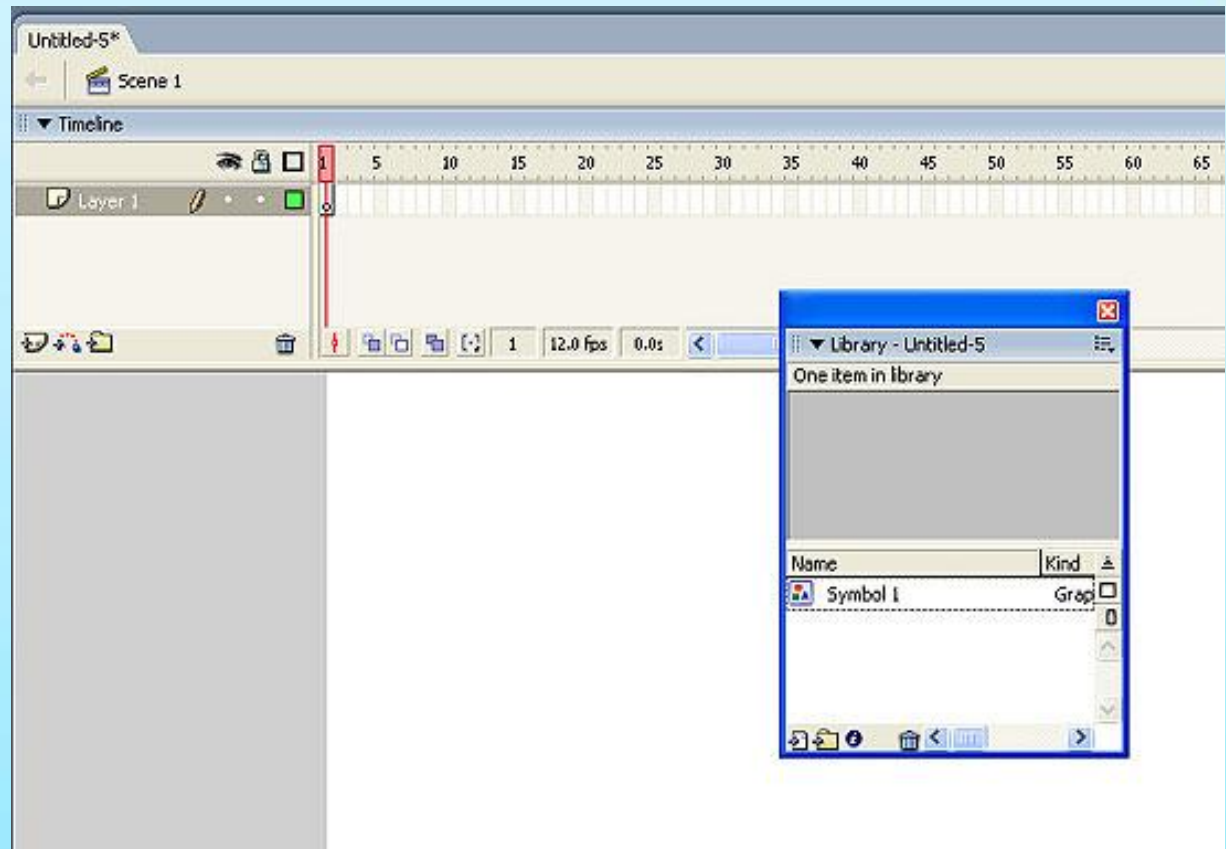 Untitled-5*
Scene 1
Timeline
1 5 10 15 20 25 30 35 40 45 50 55 60 65
Layer 1
1 12.0 fps 0.0s
Library - Untitled-5
One item in library
Name Kind
Symbol 1 Grap